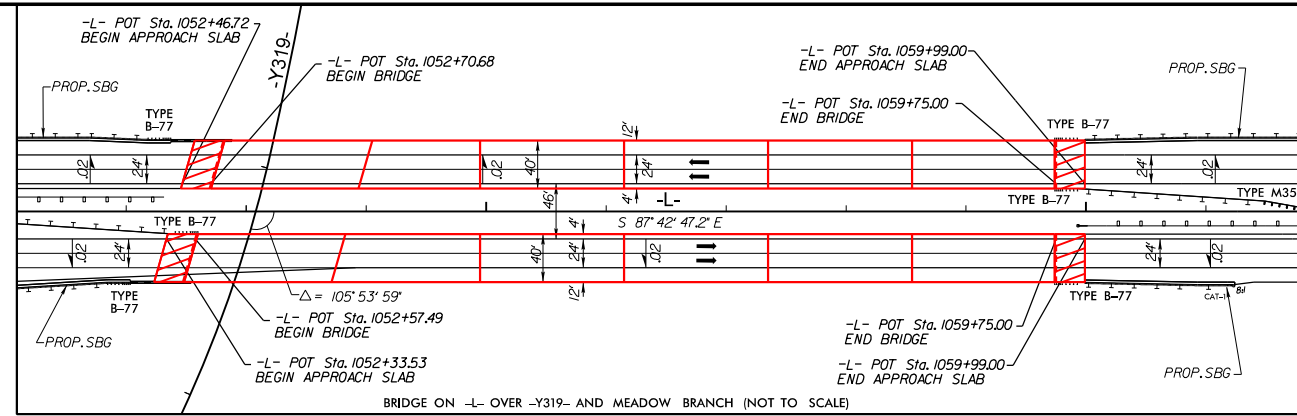 -L- POT Sta. 1052+46.72
BEGIN APPROACH SLAB
-Y319-
-L- POT Sta. 1052+70.68
BEGIN BRIDGE
-L- POT Sta. 1059+99.00
END APPROACH SLAB
PROP. SBG
PROP. SBG
TYPE
B-77
-L- POT Sta. 1059+75.00
END BRIDGE
TYPE B-77
12'
.02
24'
.02
40'
24'
24'
.02
4'
TYPE B-77
TYPE M35
46'
-L-
S 87° 42' 47.2" E
TYPE B-77
4'
.02
24'
40'
24'
.02
24'
.02
12'
TYPE
B-77
Δ = 105° 53' 59"
TYPE B-77
CAT-1
8:1
-L- POT Sta. 1052+57.49
BEGIN BRIDGE
-L- POT Sta. 1059+75.00
END BRIDGE
PROP. SBG
-L- POT Sta. 1052+33.53
BEGIN APPROACH SLAB
-L- POT Sta. 1059+99.00
END APPROACH SLAB
PROP. SBG
BRIDGE ON -L- OVER -Y319- AND MEADOW BRANCH (NOT TO SCALE)